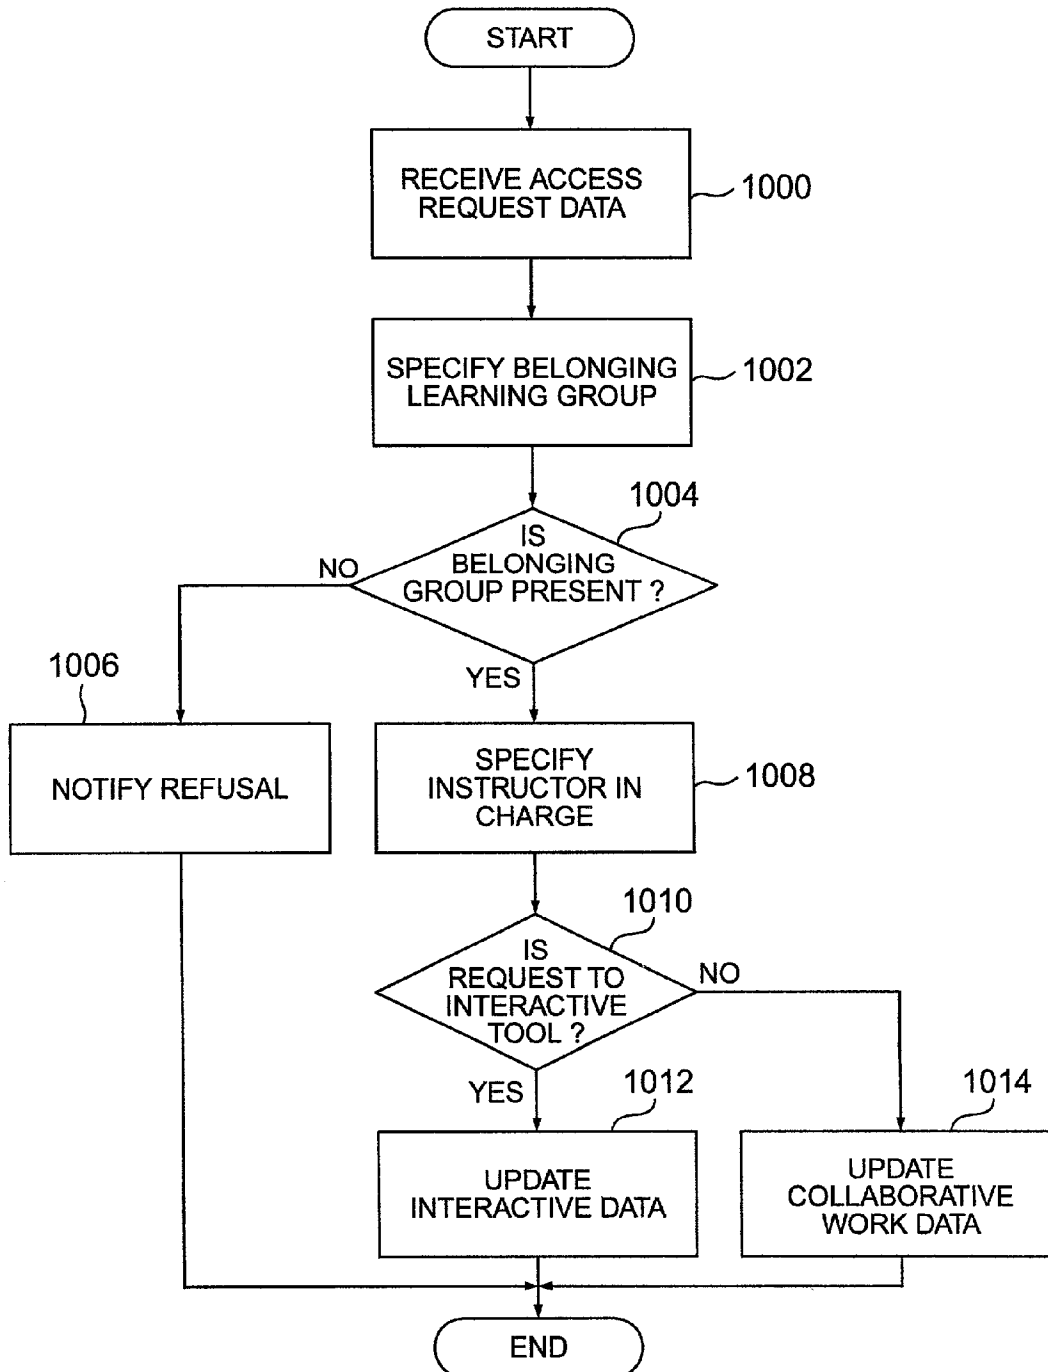 START
RECEIVE ACCESS
REQUEST DATA
1000
SPECIFY BELONGING
LEARNING GROUP
1002
1004
IS
BELONGING
GROUP PRESENT ?
NO
YES
1006
NOTIFY REFUSAL
SPECIFY
INSTRUCTOR IN
CHARGE
1008
1010
IS
REQUEST TO
INTERACTIVE
TOOL ?
NO
YES
1012
UPDATE
INTERACTIVE DATA
1014
UPDATE
COLLABORATIVE
WORK DATA
END